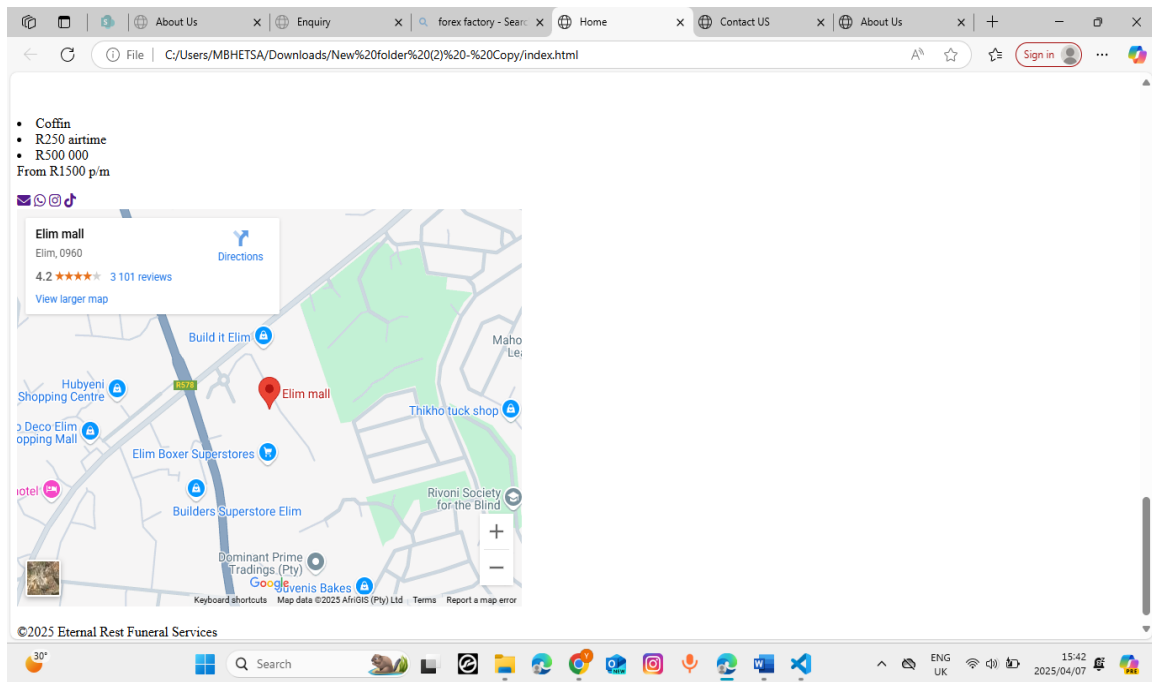 About Us
Enquiry
forex factory - Searc
Home
Contact US
About Us
File
C:/Users/MBHETSA/Downloads/New%20folder%20(2)%20-%20Copy/index.html
Sign in
Coffin
R250 airtime
R500 000
From R1500 p/m
Elim mall
Elim, 0960
Directions
4.2
3 101 reviews
View larger map
Build it Elim
Maho
Lea
Hubyeni
Shopping Centre
R578
Elim mall
Thikho tuck shop
o Deco Elim
opping Mall
Elim Boxer Superstores
otel
Builders Superstore Elim
Rivoni Society
for the Blind
+
−
Dominant Prime
Tradings (Pty)
Google
Suvenis Bakes
Keyboard shortcuts Map data ©2025 AfriGIS (Pty) Ltd Terms Report a map error
©2025 Eternal Rest Funeral Services
30°
Search
NEW
ENG
UK
15:42
2025/04/07
PRE